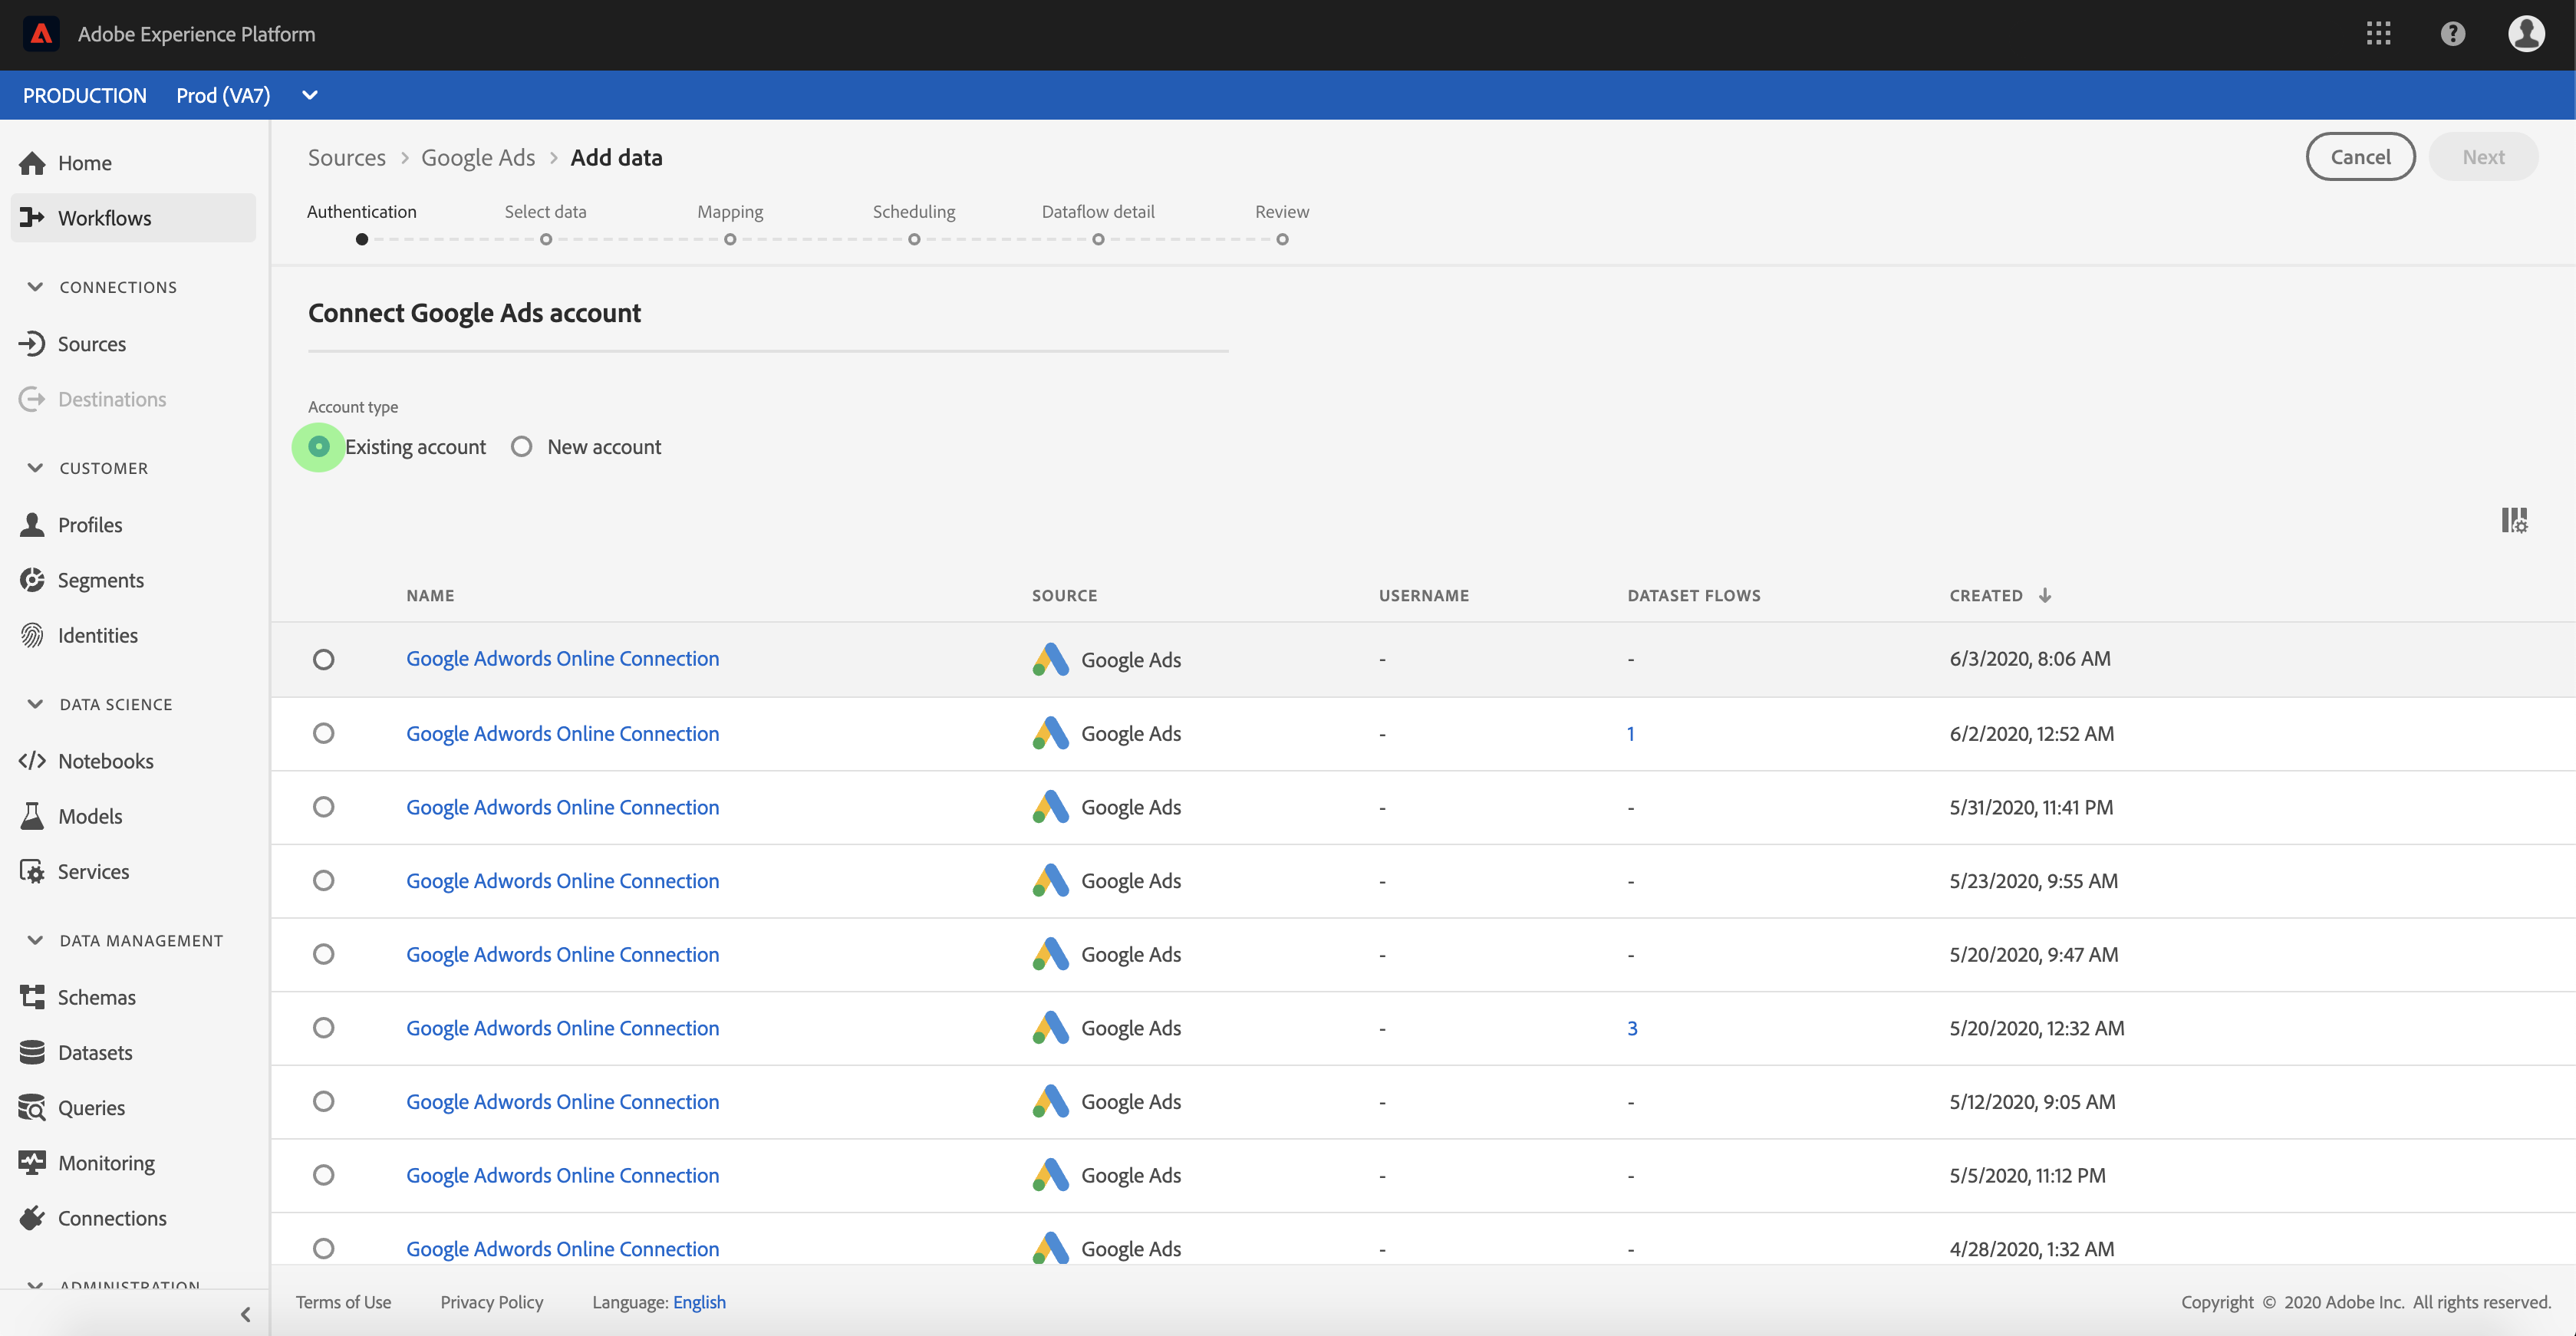 Adobe Experience Platform
PRODUCTION Prod (VA7)
Home
Workflows
CONNECTIONS
Sources
Destinations
CUSTOMER
Profiles
Segments
Identities
DATA SCIENCE
Notebooks
Models
Services
DATA MANAGEMENT
Schemas
Datasets
Queries
Monitoring
Connections
ADMINISTRATION
Sources > Google Ads > Add data
Cancel Next
Authentication Select data Mapping Scheduling Dataflow detail Review
Connect Google Ads account
Account type
Existing account New account
NAME SOURCE USERNAME DATASET FLOWS CREATED
Google Adwords Online Connection Google Ads - - 6/3/2020, 8:06 AM
Google Adwords Online Connection Google Ads - 1 6/2/2020, 12:52 AM
Google Adwords Online Connection Google Ads - - 5/31/2020, 11:41 PM
Google Adwords Online Connection Google Ads - - 5/23/2020, 9:55 AM
Google Adwords Online Connection Google Ads - - 5/20/2020, 9:47 AM
Google Adwords Online Connection Google Ads - 3 5/20/2020, 12:32 AM
Google Adwords Online Connection Google Ads - - 5/12/2020, 9:05 AM
Google Adwords Online Connection Google Ads - - 5/5/2020, 11:12 PM
Google Adwords Online Connection Google Ads - - 4/28/2020, 1:32 AM
Terms of Use Privacy Policy Language: English Copyright © 2020 Adobe Inc. All rights reserved.